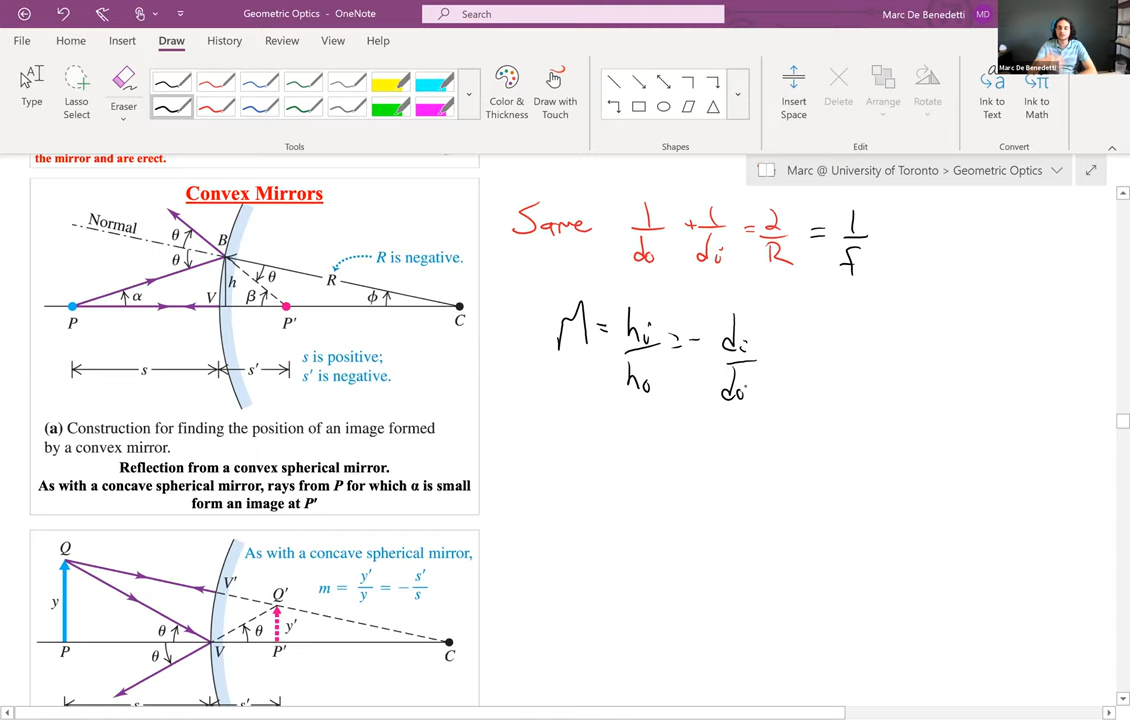 Geometric Optics - OneNote
Search
Marc De Benedetti MD
File Home Insert Draw History Review View Help
Marc De Benedetti
Type
Lasso Select
Eraser
Color & Thickness
Draw with Touch
Insert Space
Delete
Arrange
Rotate
Ink to Text
Ink to Math
Tools
Shapes
Edit
Convert
Marc @ University of Toronto > Geometric Optics
the mirror and are erect.
Convex Mirrors
Normal
θ
B
θ
R is negative.
h
θ
R
α
V
β
ϕ
P
P′
C
s
s′
s is positive;
s′ is negative.
(a) Construction for finding the position of an image formed
by a convex mirror.
Reflection from a convex spherical mirror.
As with a concave spherical mirror, rays from P for which α is small
form an image at P′
Same 1/do + 1/di = 2/R = 1/f
M = hi/ho = - di/do
Q
As with a concave spherical mirror,
m = y′/y = − s′/s
V′
Q′
y
θ
θ
y′
θ
P
V
P′
C
s
s′